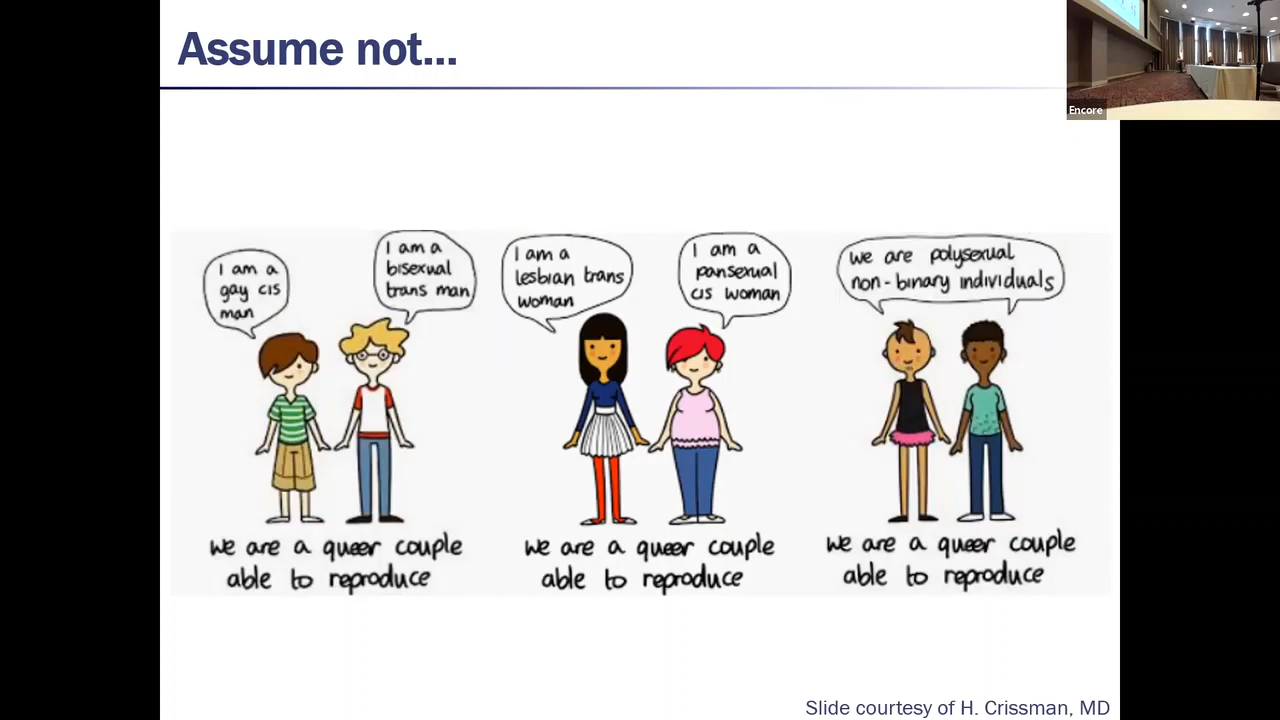 Assume not...
Encore
I am a
gay cis
man
I am a
bisexual
trans man
I am a
lesbian trans
woman
I am a
pansexual
cis woman
we are polysexual
non-binary individuals
we are a queer couple
able to reproduce
we are a queer couple
able to reproduce
we are a queer couple
able to reproduce
Slide courtesy of H. Crissman, MD